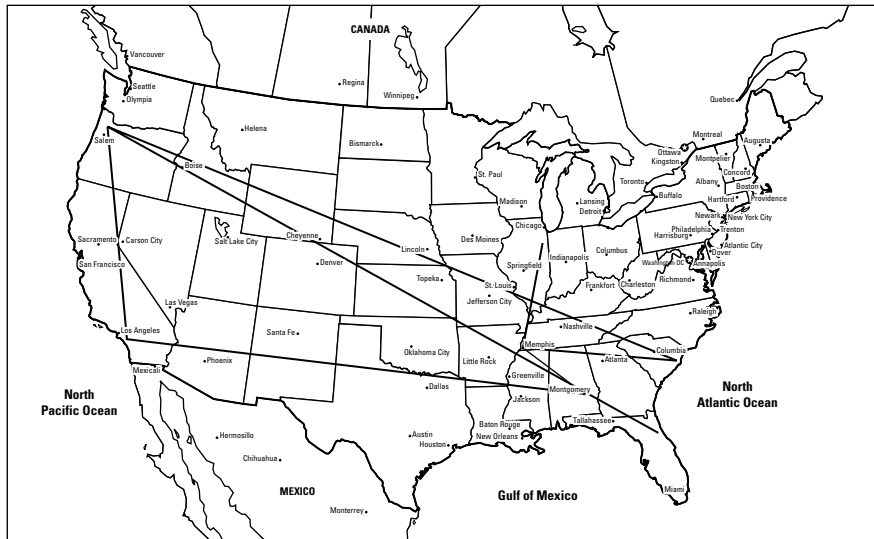 CANADA
Vancouver
Seattle
Olympia
Regina
Winnipeg
Quebec
Salem
Helena
Bismarck
Montreal
Augusta
Ottawa
Kingston
Montpelier
Boise
St. Paul
Concord
Toronto
Albany
Boston
Madison
Lansing
Buffalo
Hartford
Providence
Detroit
Newark
New York City
Chicago
Philadelphia
Trenton
Sacramento
Carson City
Salt Lake City
Cheyenne
Lincoln
Des Moines
Harrisburg
Atlantic City
Columbus
Dover
San Francisco
Denver
Springfield
Indianapolis
Washington DC
Annapolis
Topeka
St. Louis
Frankfort
Charleston
Richmond
Jefferson City
Las Vegas
Raleigh
Los Angeles
Santa Fe
Nashville
Memphis
Columbia
Oklahoma City
Little Rock
Atlanta
Phoenix
Mexicali
Greenville
Dallas
Montgomery
Jackson
North
Pacific Ocean
North
Atlantic Ocean
Baton Rouge
Tallahassee
Hermosillo
Austin
New Orleans
Houston
Chihuahua
MEXICO
Gulf of Mexico
Miami
Monterrey